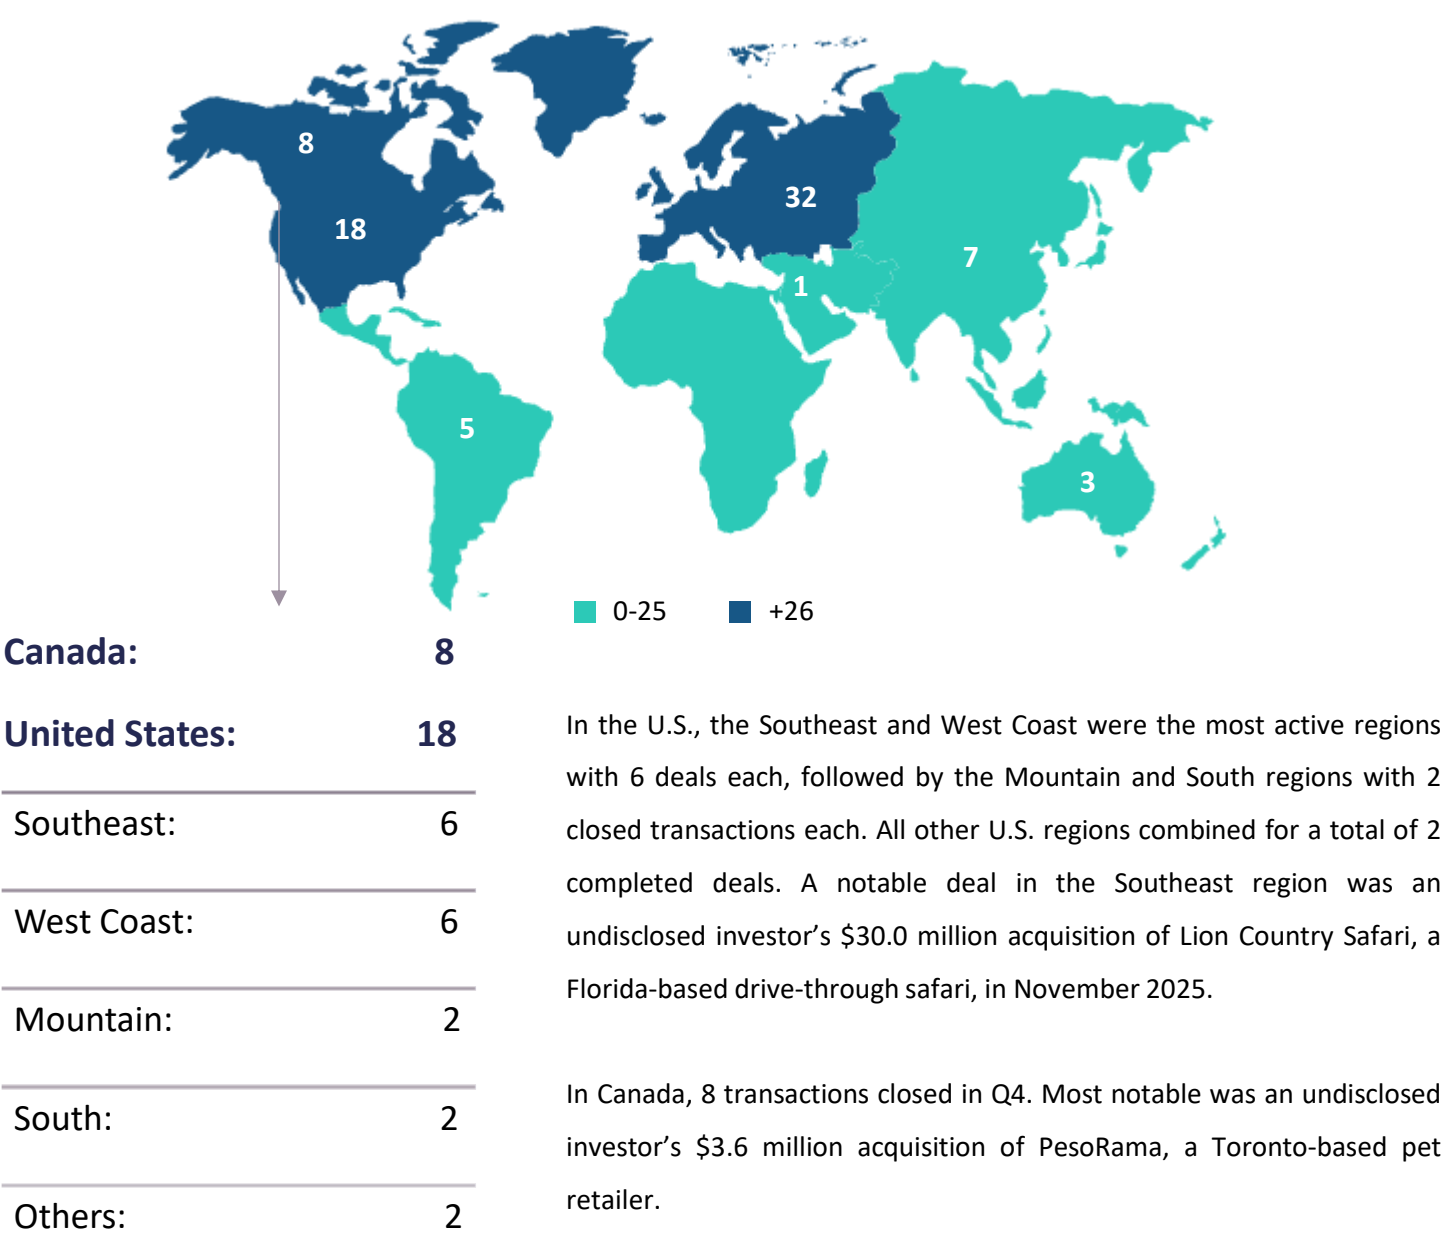 8
18
32
7
1
5
3
0-25 +26
Canada: 8
United States: 18
Southeast: 6
West Coast: 6
Mountain: 2
South: 2
Others: 2
In the U.S., the Southeast and West Coast were the most active regions
with 6 deals each, followed by the Mountain and South regions with 2
closed transactions each. All other U.S. regions combined for a total of 2
completed deals. A notable deal in the Southeast region was an
undisclosed investor’s $30.0 million acquisition of Lion Country Safari, a
Florida-based drive-through safari, in November 2025.
In Canada, 8 transactions closed in Q4. Most notable was an undisclosed
investor’s $3.6 million acquisition of PesoRama, a Toronto-based pet
retailer.